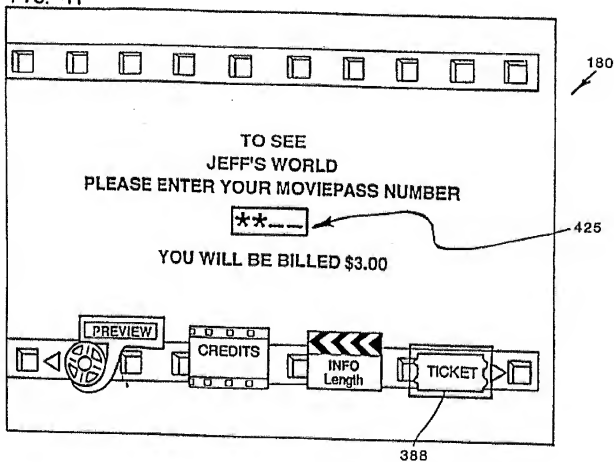 180
TO SEE
JEFF'S WORLD
PLEASE ENTER YOUR MOVIEPASS NUMBER
**__
425
YOU WILL BE BILLED $3.00
PREVIEW
CREDITS
INFO
Length
TICKET
388